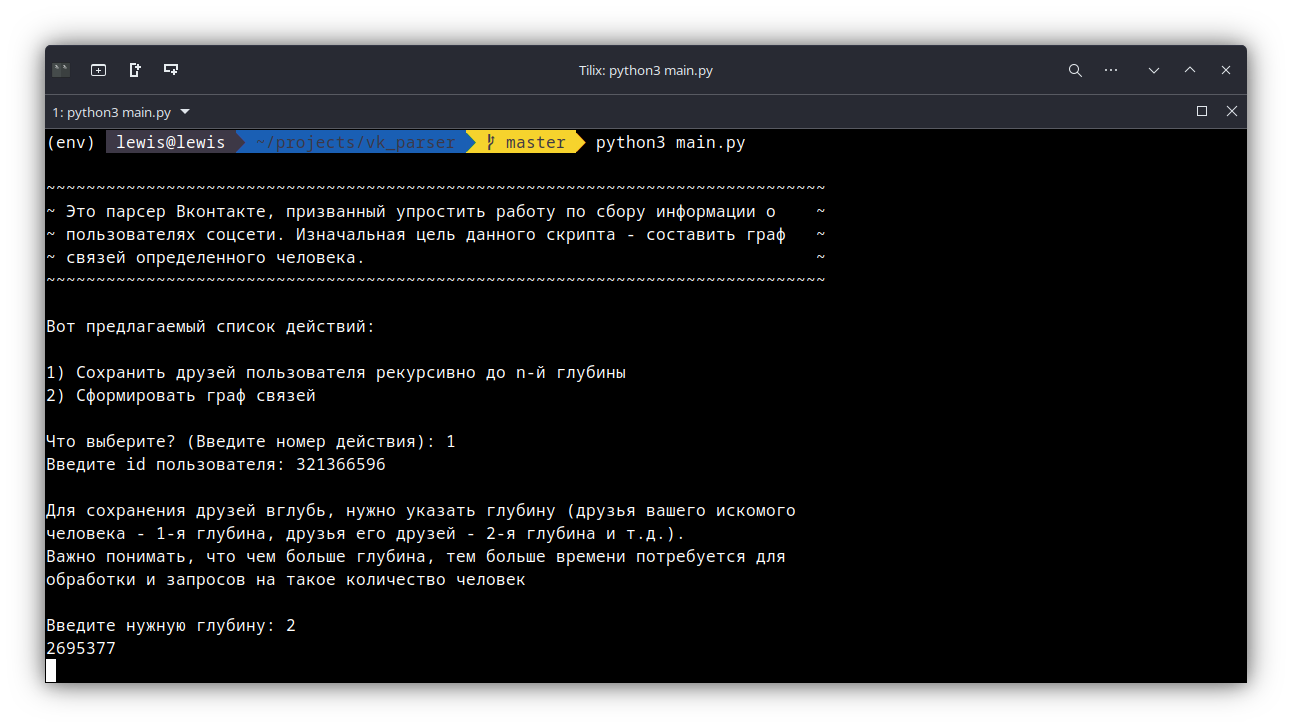 Tilix: python3 main.py
1: python3 main.py
(env) lewis@lewis ~/projects/vk_parser master python3 main.py
~~~~~~~~~~~~~~~~~~~~~~~~~~~~~~~~~~~~~~~~~~~~~~~~~~~~~~~~~~~~~~~~~~~~~~~~~~~~~~
~ Это парсер Вконтакте, призванный упростить работу по сбору информации о    ~
~ пользователях соцсети. Изначальная цель данного скрипта - составить граф   ~
~ связей определенного человека.                                             ~
~~~~~~~~~~~~~~~~~~~~~~~~~~~~~~~~~~~~~~~~~~~~~~~~~~~~~~~~~~~~~~~~~~~~~~~~~~~~~~
Вот предлагаемый список действий:
1) Сохранить друзей пользователя рекурсивно до n-й глубины
2) Сформировать граф связей
Что выберите? (Введите номер действия): 1
Введите id пользователя: 321366596
Для сохранения друзей вглубь, нужно указать глубину (друзья вашего искомого
человека - 1-я глубина, друзья его друзей - 2-я глубина и т.д.).
Важно понимать, что чем больше глубина, тем больше времени потребуется для
обработки и запросов на такое количество человек
Введите нужную глубину: 2
2695377